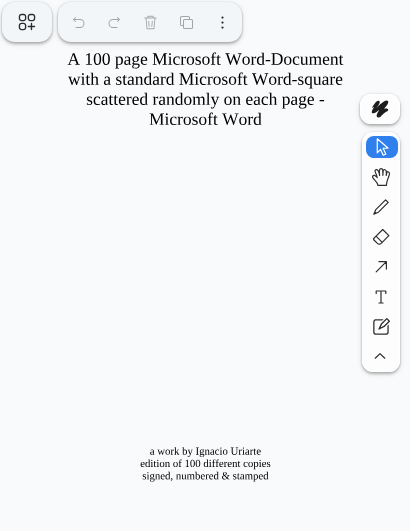 A 100 page Microsoft Word-Document
with a standard Microsoft Word-square
scattered randomly on each page -
Microsoft Word
a work by Ignacio Uriarte
edition of 100 different copies
signed, numbered & stamped